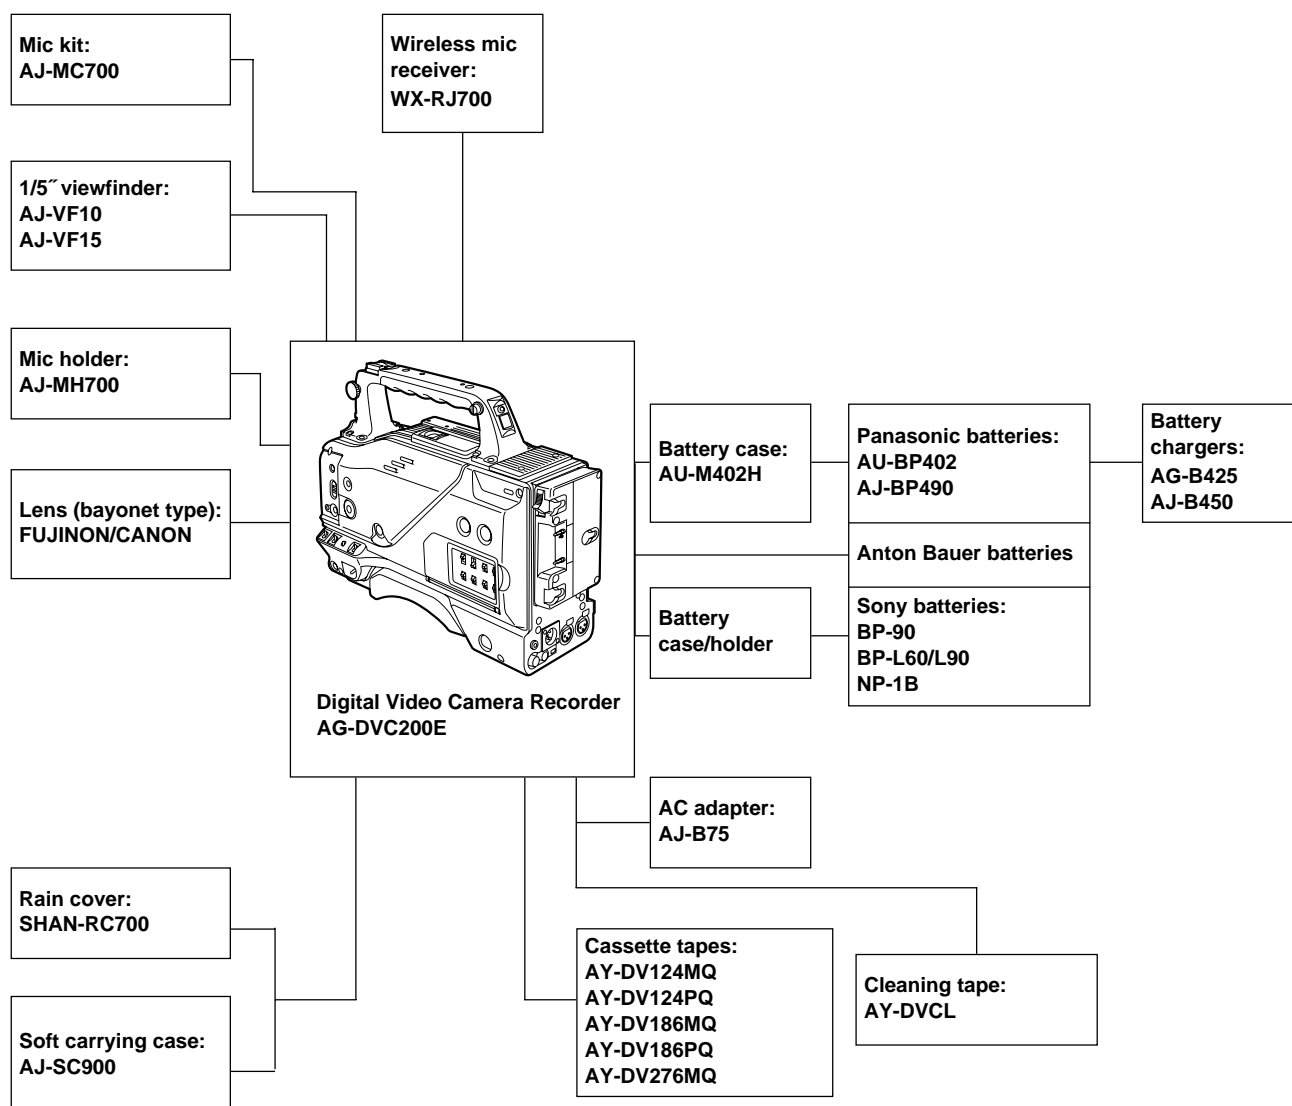 Mic kit:
AJ-MC700
Wireless mic
receiver:
WX-RJ700
1/5˝ viewfinder:
AJ-VF10
AJ-VF15
Mic holder:
AJ-MH700
Lens (bayonet type):
FUJINON/CANON
Digital Video Camera Recorder
AG-DVC200E
Battery case:
AU-M402H
Panasonic batteries:
AU-BP402
AJ-BP490
Battery
chargers:
AG-B425
AJ-B450
Anton Bauer batteries
Battery
case/holder
Sony batteries:
BP-90
BP-L60/L90
NP-1B
AC adapter:
AJ-B75
Rain cover:
SHAN-RC700
Soft carrying case:
AJ-SC900
Cassette tapes:
AY-DV124MQ
AY-DV124PQ
AY-DV186MQ
AY-DV186PQ
AY-DV276MQ
Cleaning tape:
AY-DVCL